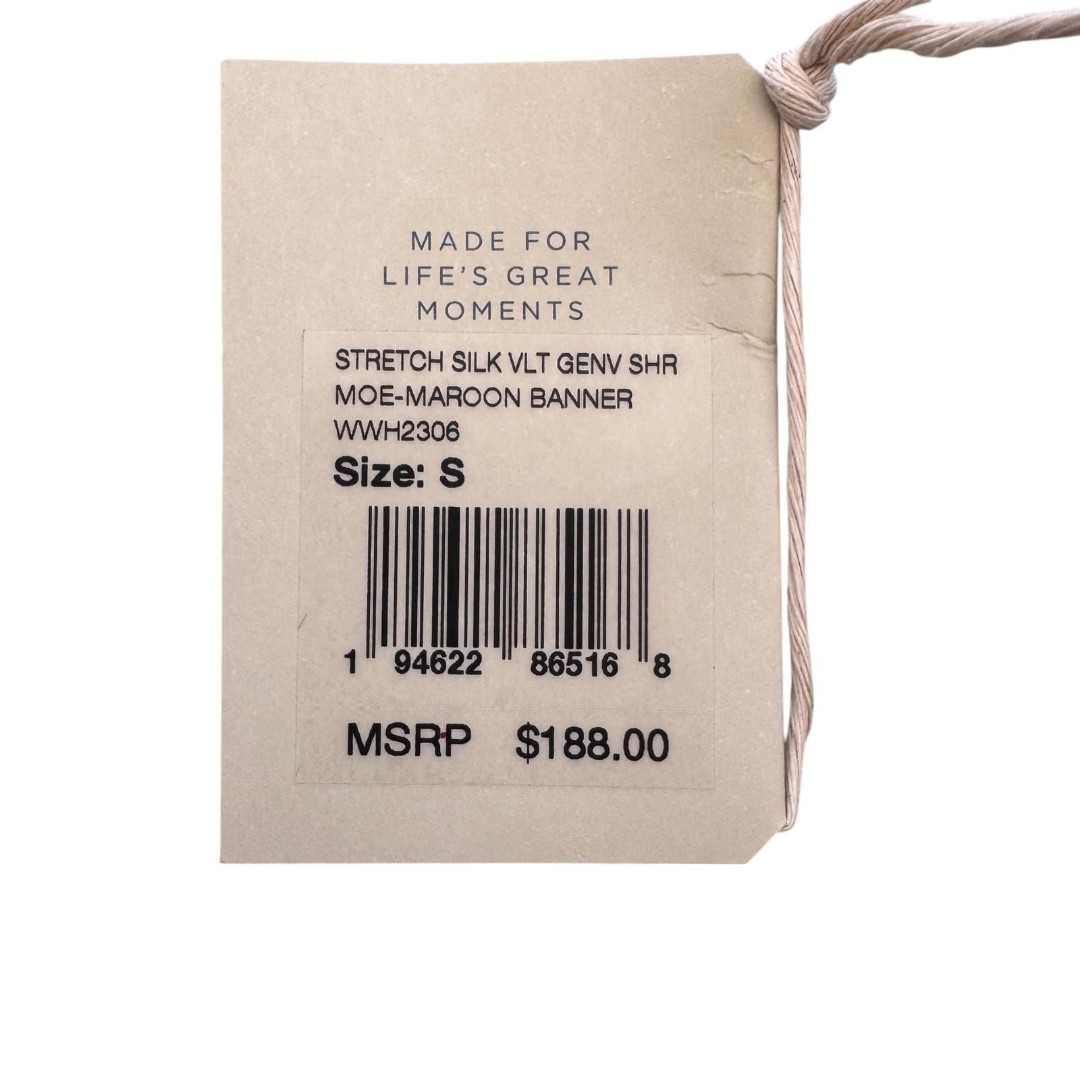 MADE FOR
LIFE'S GREAT
MOMENTS
STRETCH SILK VLT GENV SHR
MOE-MAROON BANNER
WWH2306
Size: S
1 94622 86516 8
MSRP $188.00